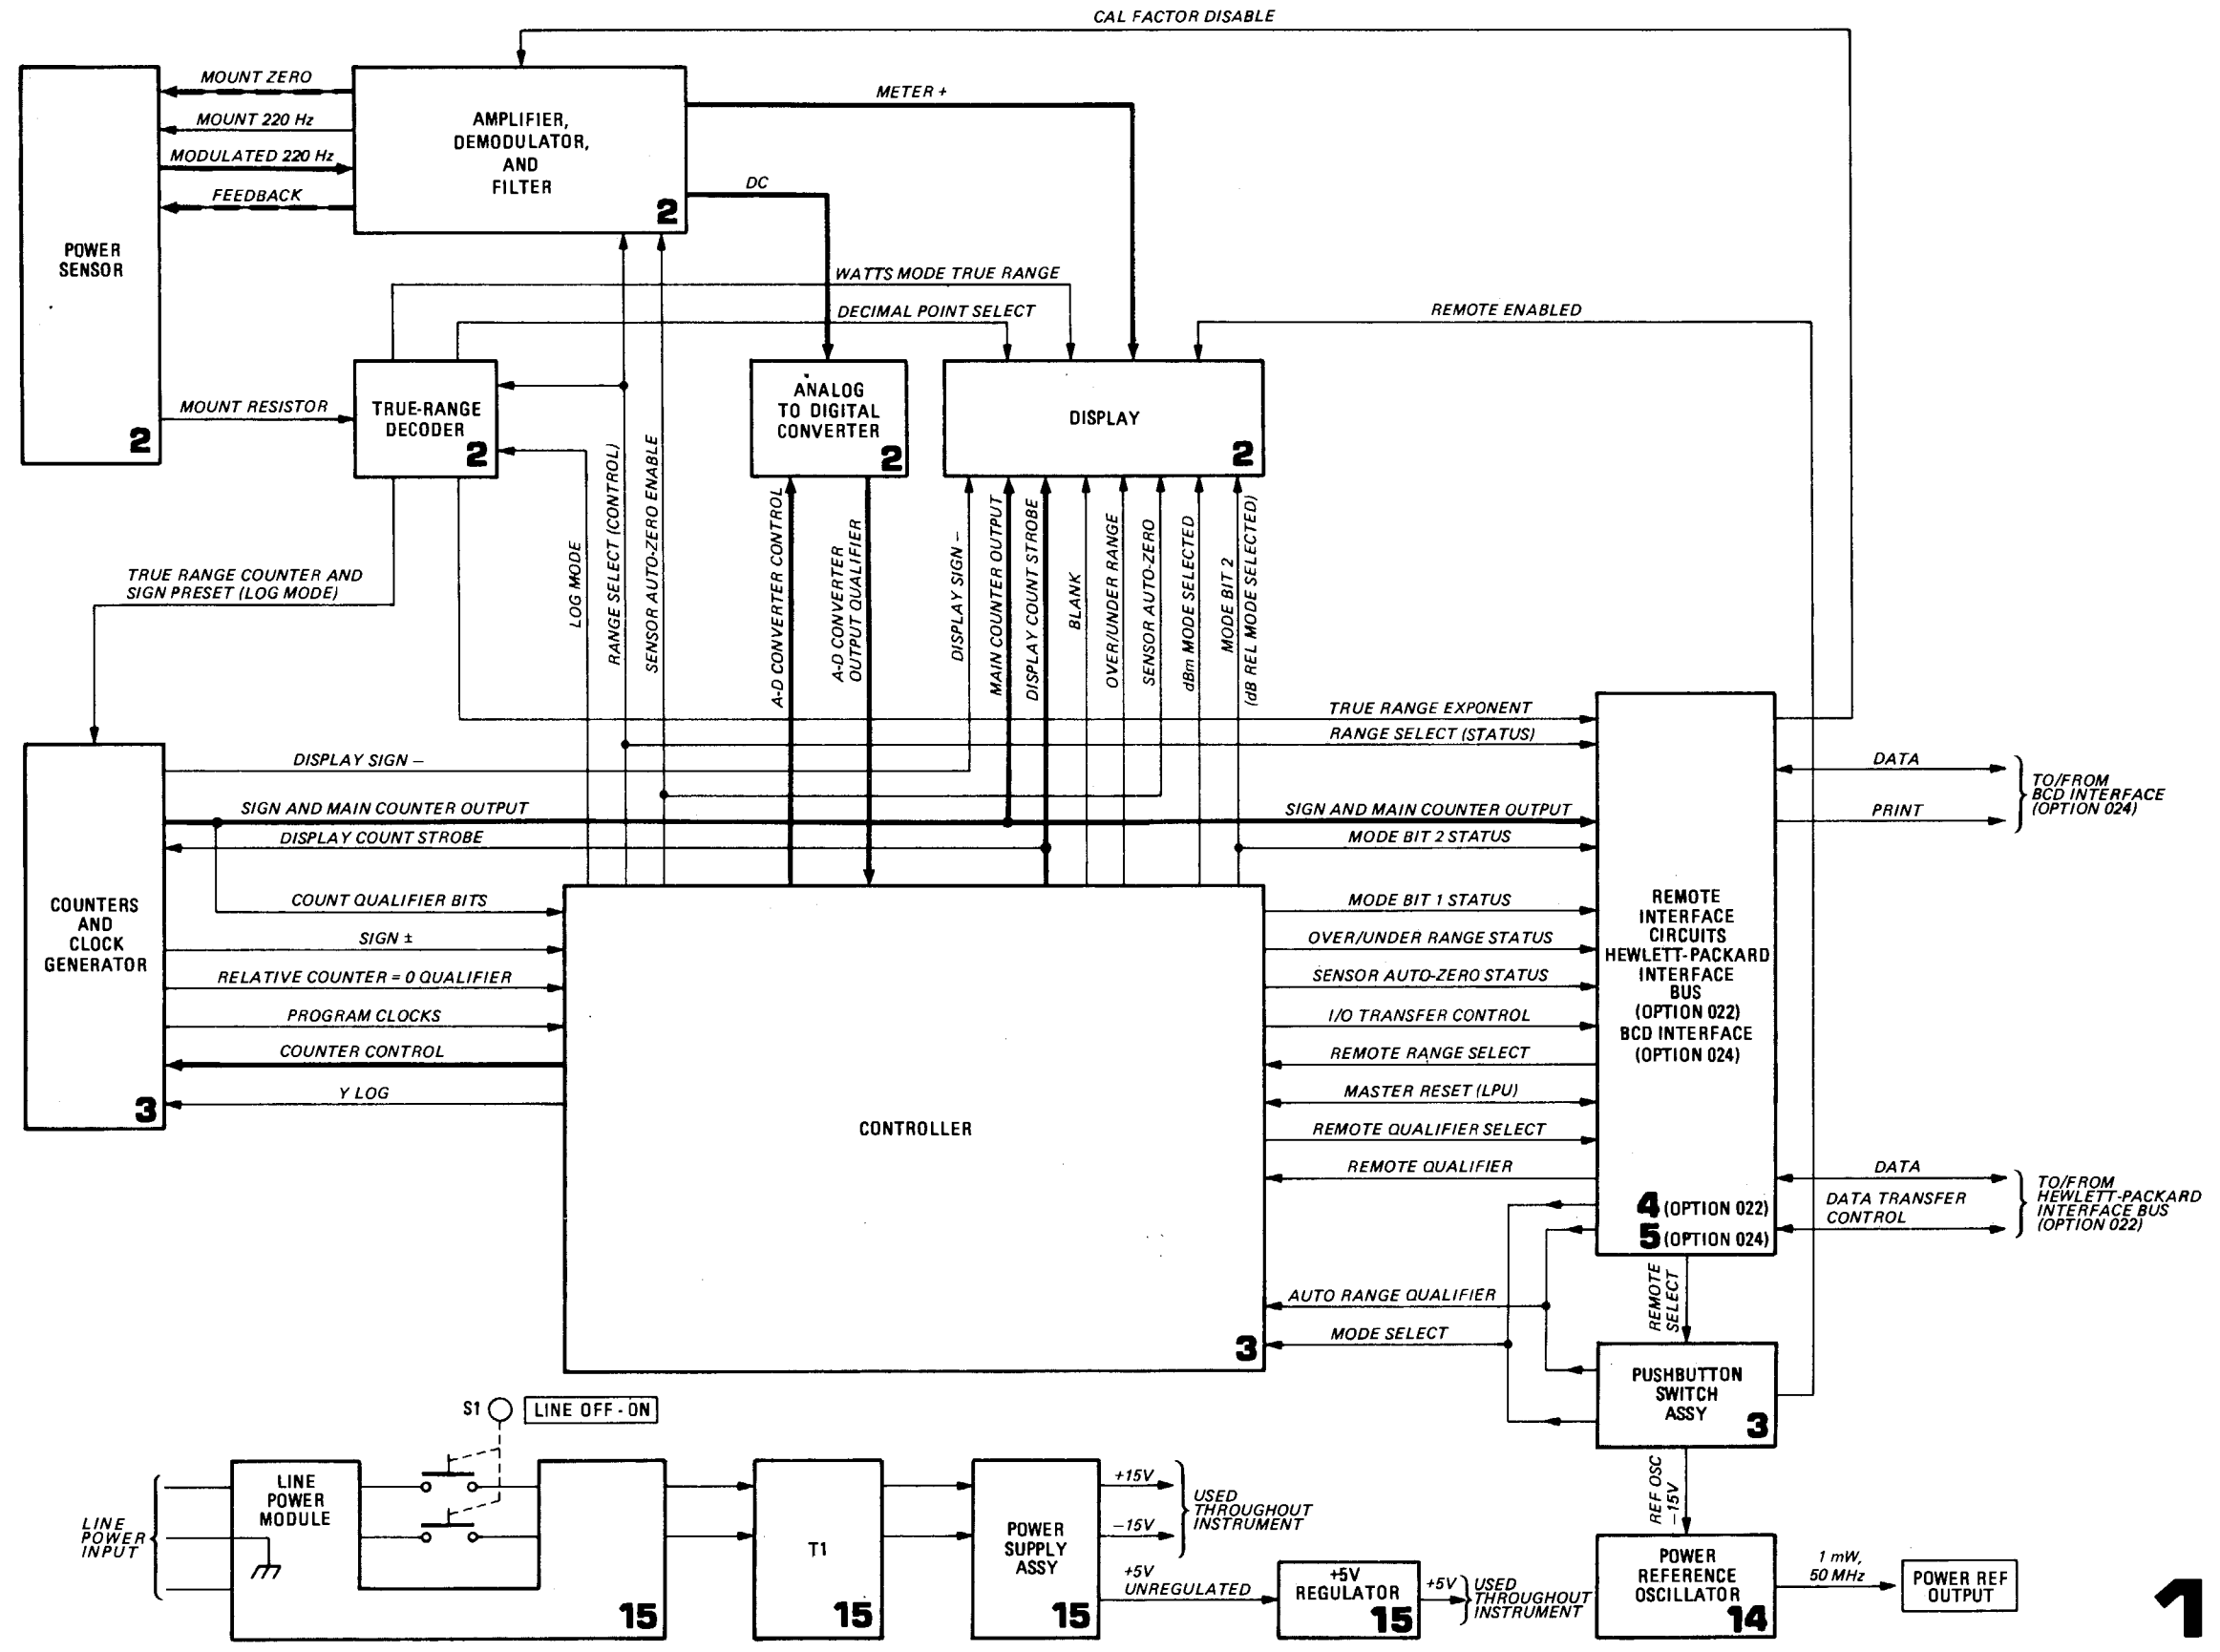 CAL FACTOR DISABLE
MOUNT ZERO
MOUNT 220 Hz
MODULATED 220 Hz
FEEDBACK
AMPLIFIER,
DEMODULATOR,
AND
FILTER
2
METER +
DC
POWER
SENSOR
2
WATTS MODE TRUE RANGE
DECIMAL POINT SELECT
REMOTE ENABLED
MOUNT RESISTOR
TRUE-RANGE
DECODER
2
ANALOG
TO DIGITAL
CONVERTER
2
DISPLAY
2
TRUE RANGE COUNTER AND
SIGN PRESET (LOG MODE)
LOG MODE
RANGE SELECT (CONTROL)
SENSOR AUTO-ZERO ENABLE
A-D CONVERTER CONTROL
A-D CONVERTER
OUTPUT QUALIFIER
DISPLAY SIGN –
MAIN COUNTER OUTPUT
DISPLAY COUNT STROBE
BLANK
OVER/UNDER RANGE
SENSOR AUTO-ZERO
dBm MODE SELECTED
MODE BIT 2
(dB REL MODE SELECTED)
TRUE RANGE EXPONENT
RANGE SELECT (STATUS)
DISPLAY SIGN –
SIGN AND MAIN COUNTER OUTPUT
SIGN AND MAIN COUNTER OUTPUT
DISPLAY COUNT STROBE
MODE BIT 2 STATUS
DATA
PRINT
TO/FROM
BCD INTERFACE
(OPTION 024)
COUNTERS
AND
CLOCK
GENERATOR
3
COUNT QUALIFIER BITS
SIGN ±
RELATIVE COUNTER = 0 QUALIFIER
PROGRAM CLOCKS
COUNTER CONTROL
Y LOG
CONTROLLER
3
MODE BIT 1 STATUS
OVER/UNDER RANGE STATUS
SENSOR AUTO-ZERO STATUS
I/O TRANSFER CONTROL
REMOTE RANGE SELECT
MASTER RESET (LPU)
REMOTE QUALIFIER SELECT
REMOTE QUALIFIER
AUTO RANGE QUALIFIER
MODE SELECT
REMOTE
INTERFACE
CIRCUITS
HEWLETT-PACKARD
INTERFACE
BUS
(OPTION 022)
BCD INTERFACE
(OPTION 024)
4 (OPTION 022)
5 (OPTION 024)
DATA
DATA TRANSFER
CONTROL
TO/FROM
HEWLETT-PACKARD
INTERFACE BUS
(OPTION 022)
REMOTE
SELECT
PUSHBUTTON
SWITCH
ASSY
3
REF OSC
–15V
S1
LINE OFF - ON
LINE
POWER
INPUT
LINE
POWER
MODULE
15
T1
15
POWER
SUPPLY
ASSY
15
+15V
–15V
USED
THROUGHOUT
INSTRUMENT
+5V
UNREGULATED
+5V
REGULATOR
15
+5V
USED
THROUGHOUT
INSTRUMENT
POWER
REFERENCE
OSCILLATOR
14
1 mW,
50 MHz
POWER REF
OUTPUT
1